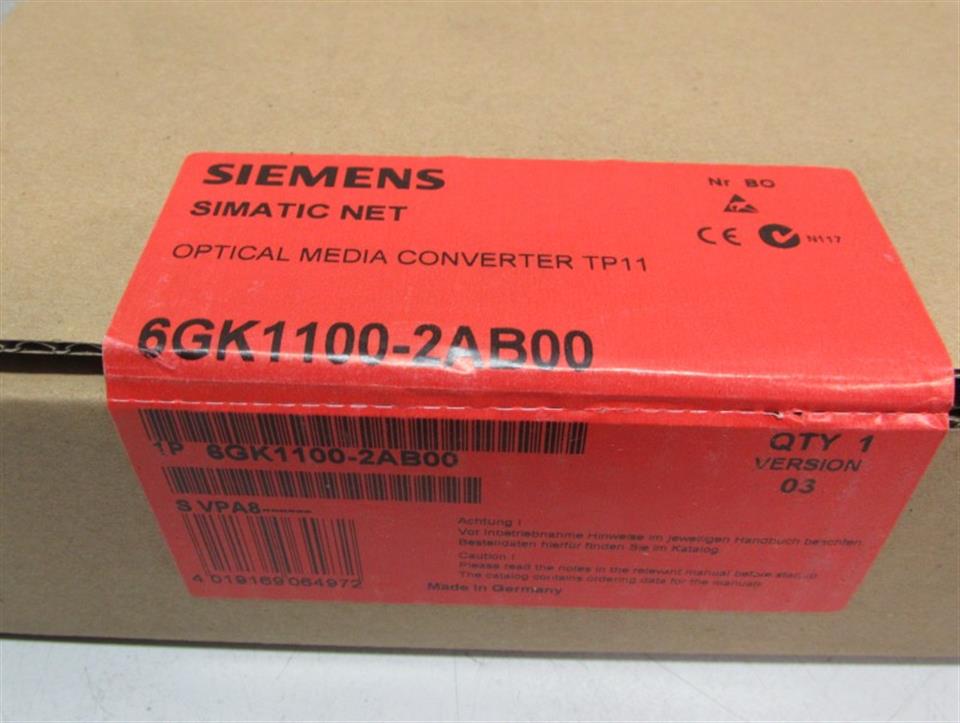 SIEMENS
Nr BO
SIMATIC NET
CE N117
OPTICAL MEDIA CONVERTER TP11
6GK1100-2AB00
1P 6GK1100-2AB00
QTY 1
VERSION
03
S VPA8-------
Achtung !
Vor Inbetriebnahme Hinweise im jeweiligen Handbuch beachten.
Bestelldaten hierfür finden Sie im Katalog
Caution !
Please read the notes in the relevant manual before startup
The catalog contains ordering data for the manuals
4 019169 064972
Made in Germany